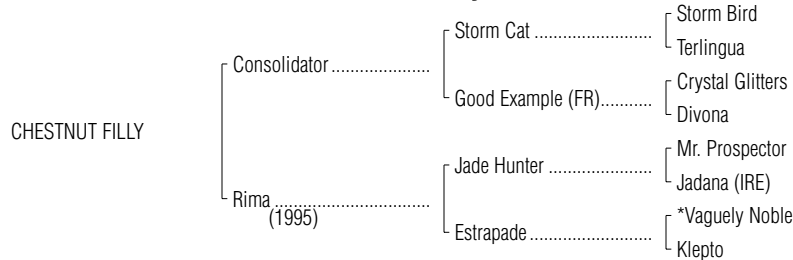 Storm Bird
Storm Cat ........................
Terlingua
Consolidator .....................
Crystal Glitters
Good Example (FR)...........
Divona
CHESTNUT FILLY
Mr. Prospector
Jade Hunter .....................
Jadana (IRE)
Rima .................................
(1995)
*Vaguely Noble
Estrapade.........................
Klepto